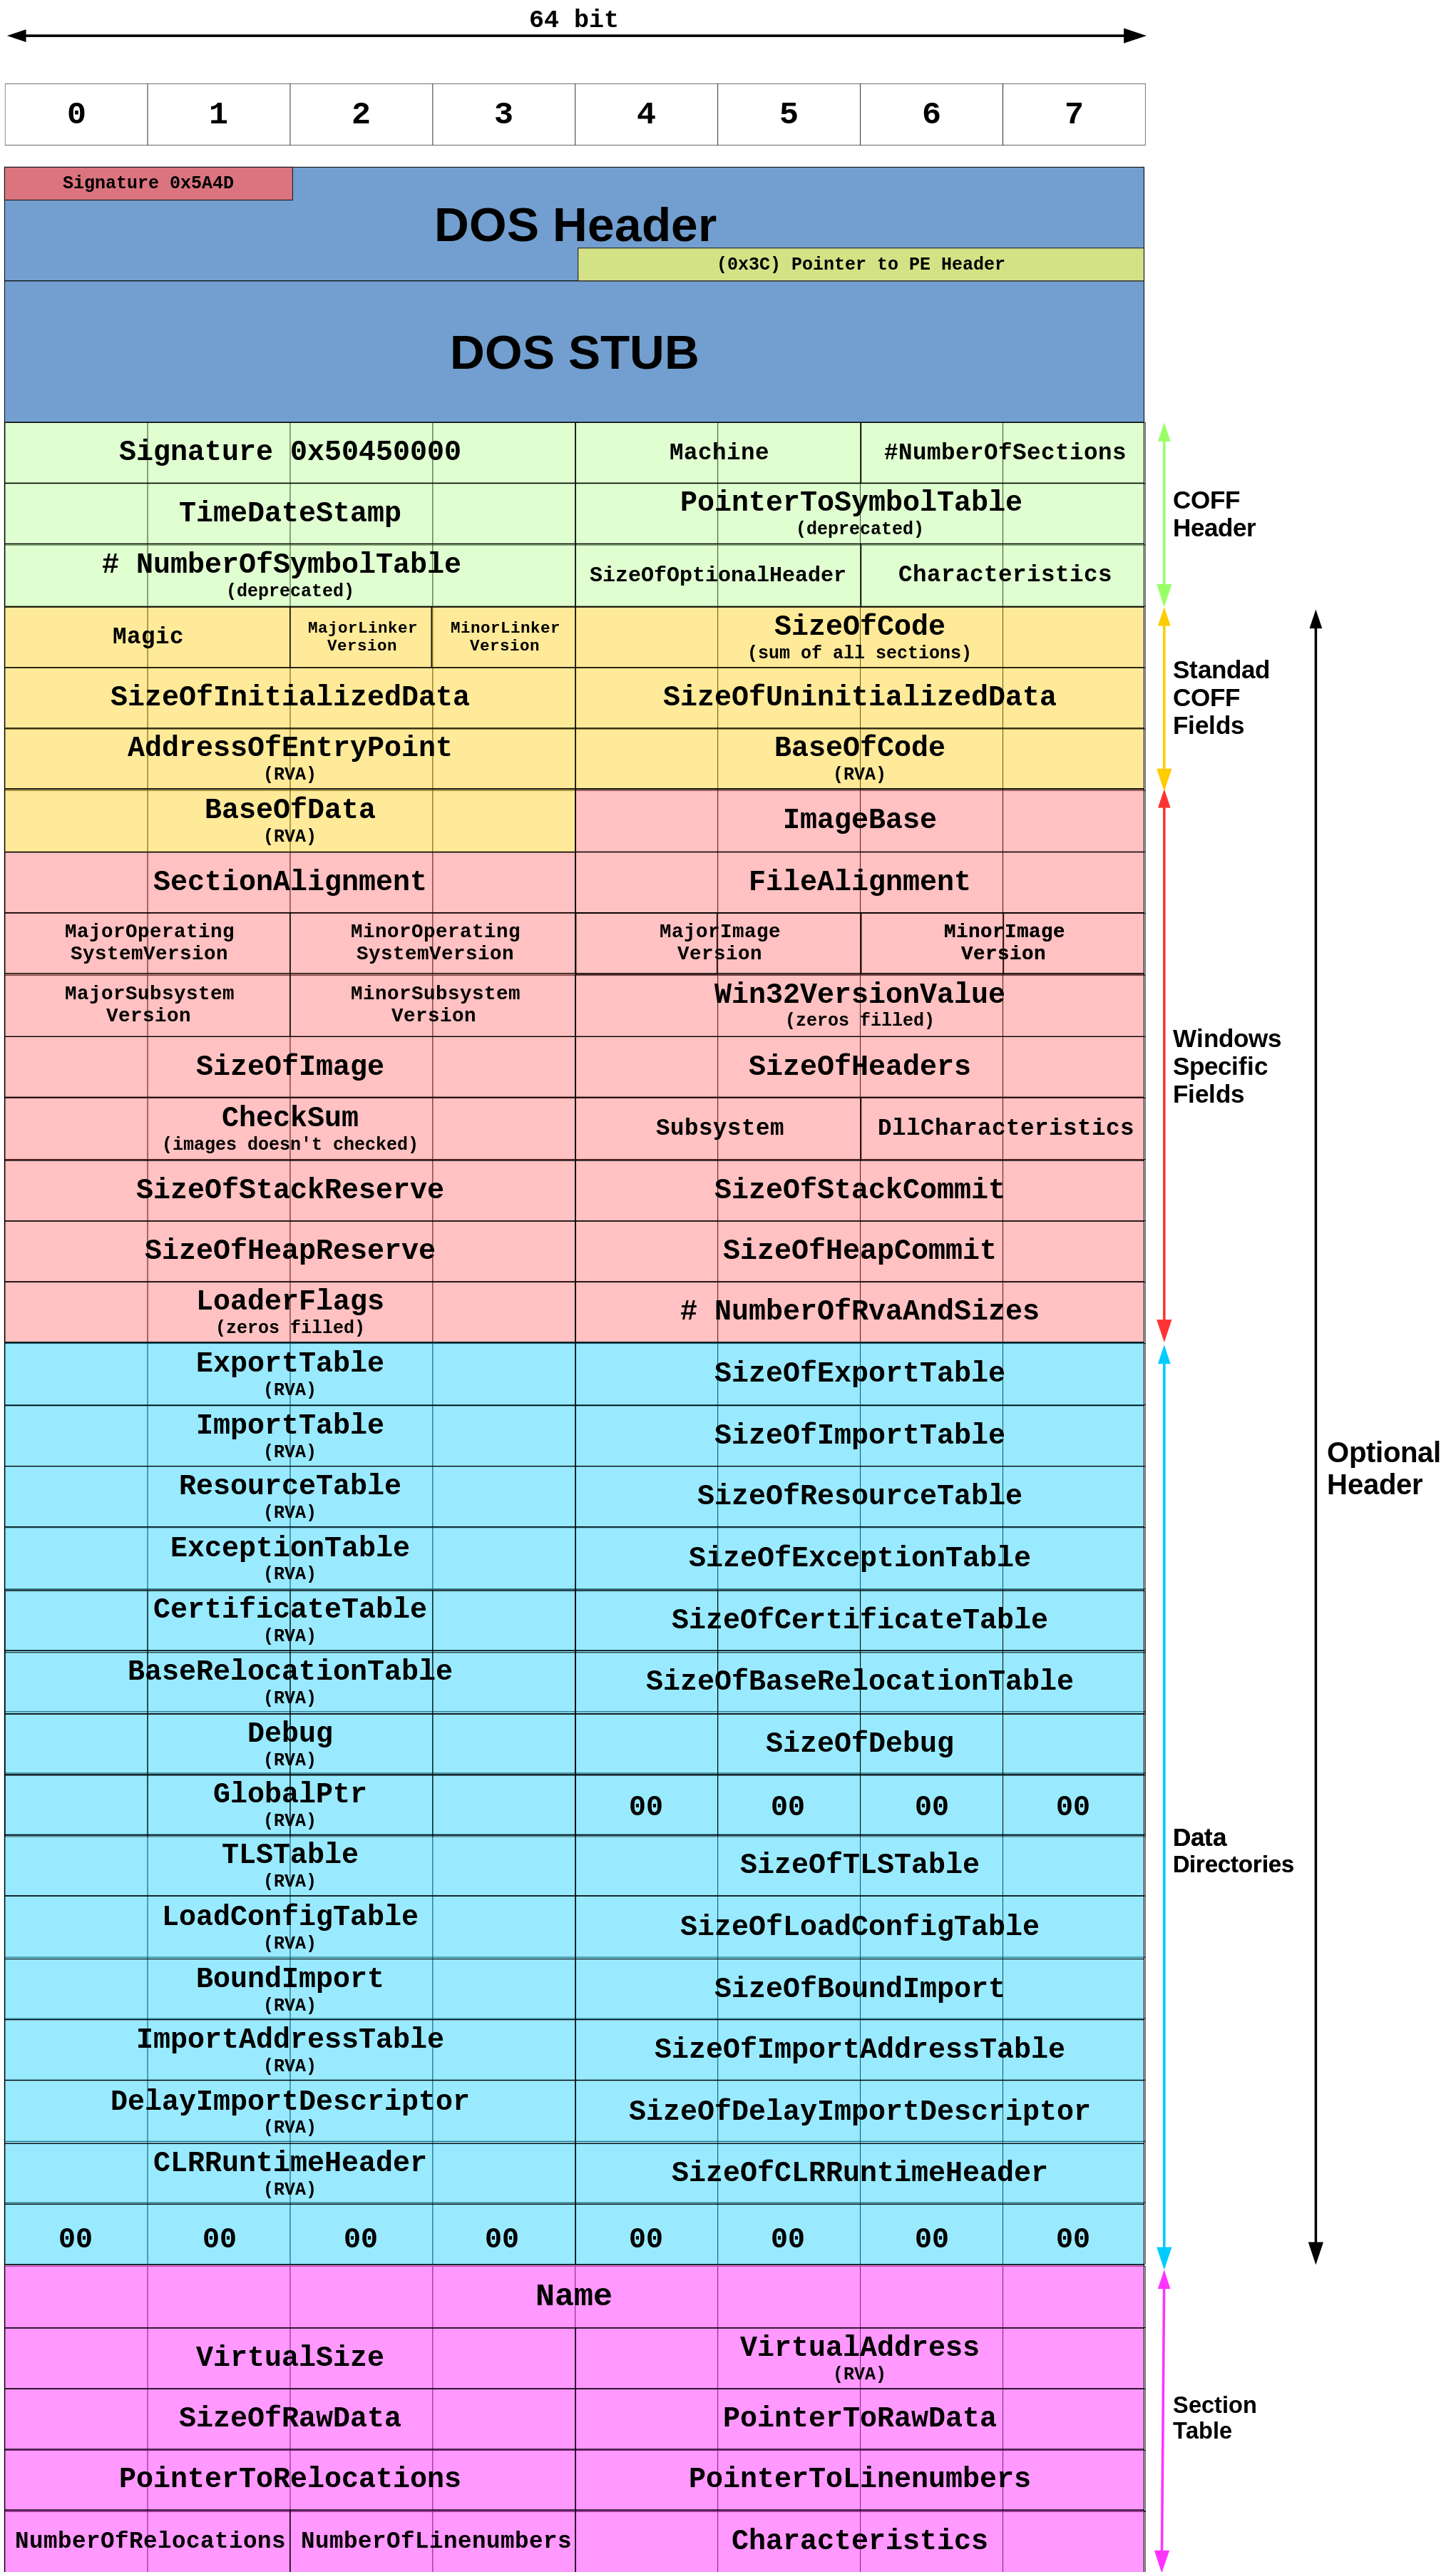 64 bit
0 1 2 3 4 5 6 7
Signature 0x5A4D
DOS Header
(0x3C) Pointer to PE Header
DOS STUB
Signature 0x50450000
Machine
#NumberOfSections
TimeDateStamp
PointerToSymbolTable
(deprecated)
COFF
Header
# NumberOfSymbolTable
(deprecated)
SizeOfOptionalHeader
Characteristics
Magic
MajorLinker
Version
MinorLinker
Version
SizeOfCode
(sum of all sections)
Standad
COFF
Fields
SizeOfInitializedData
SizeOfUninitializedData
AddressOfEntryPoint
(RVA)
BaseOfCode
(RVA)
BaseOfData
(RVA)
ImageBase
SectionAlignment
FileAlignment
MajorOperating
SystemVersion
MinorOperating
SystemVersion
MajorImage
Version
MinorImage
Version
MajorSubsystem
Version
MinorSubsystem
Version
Win32VersionValue
(zeros filled)
Windows
Specific
Fields
SizeOfImage
SizeOfHeaders
CheckSum
(images doesn't checked)
Subsystem
DllCharacteristics
SizeOfStackReserve
SizeOfStackCommit
SizeOfHeapReserve
SizeOfHeapCommit
LoaderFlags
(zeros filled)
# NumberOfRvaAndSizes
ExportTable
(RVA)
SizeOfExportTable
ImportTable
(RVA)
SizeOfImportTable
Optional
Header
ResourceTable
(RVA)
SizeOfResourceTable
ExceptionTable
(RVA)
SizeOfExceptionTable
CertificateTable
(RVA)
SizeOfCertificateTable
BaseRelocationTable
(RVA)
SizeOfBaseRelocationTable
Debug
(RVA)
SizeOfDebug
GlobalPtr
(RVA)
00 00 00 00
Data
Directories
TLSTable
(RVA)
SizeOfTLSTable
LoadConfigTable
(RVA)
SizeOfLoadConfigTable
BoundImport
(RVA)
SizeOfBoundImport
ImportAddressTable
(RVA)
SizeOfImportAddressTable
DelayImportDescriptor
(RVA)
SizeOfDelayImportDescriptor
CLRRuntimeHeader
(RVA)
SizeOfCLRRuntimeHeader
00 00 00 00 00 00 00 00
Name
VirtualSize
VirtualAddress
(RVA)
SizeOfRawData
PointerToRawData
Section
Table
PointerToRelocations
PointerToLinenumbers
NumberOfRelocations
NumberOfLinenumbers
Characteristics